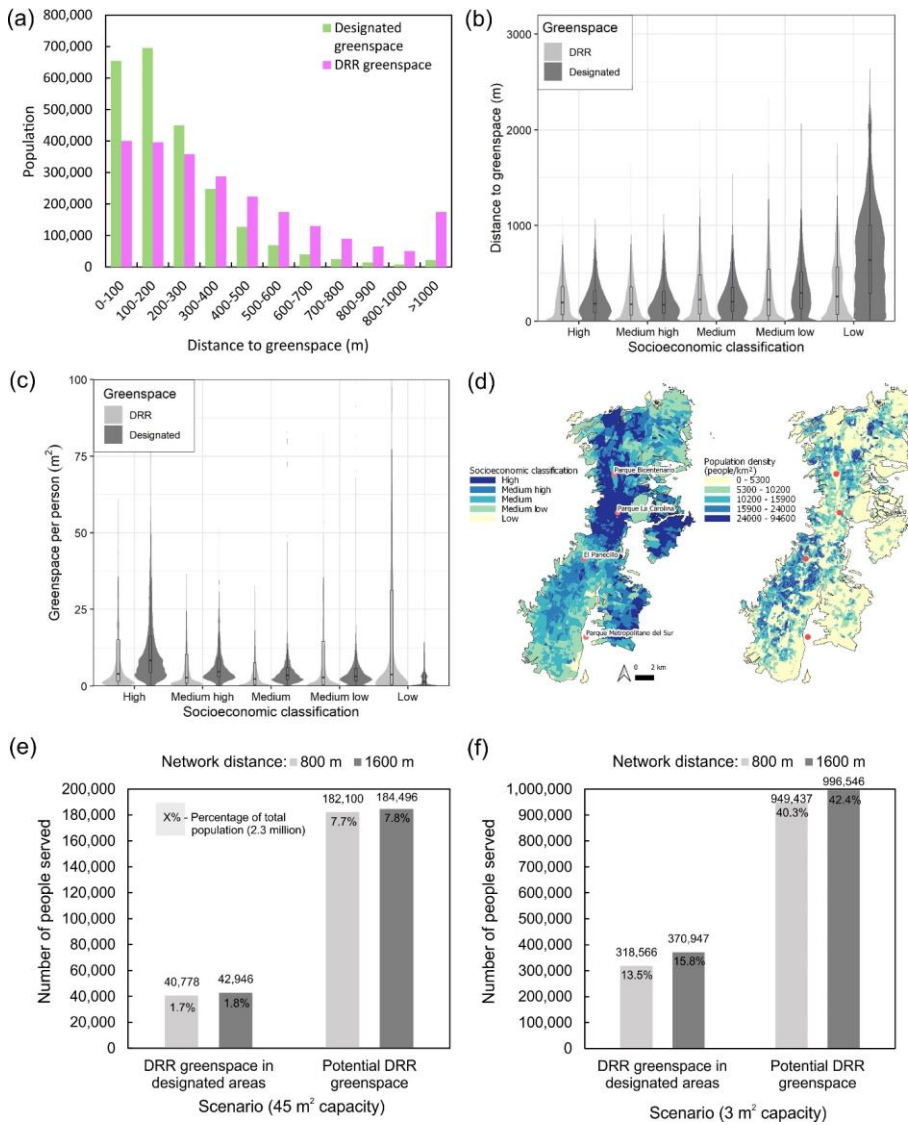 (a)
800,000
700,000
600,000
500,000
400,000
300,000
200,000
100,000
0
Population
Designated
greenspace
DRR greenspace
0-100
100-200
200-300
300-400
400-500
500-600
600-700
700-800
800-900
800-1000
>1000
Distance to greenspace (m)
(b)
Greenspace
DRR
Designated
3000
2000
1000
0
Distance to greenspace (m)
High
Medium high
Medium
Medium low
Low
Socioeconomic classification
(c)
Greenspace
DRR
Designated
100
75
50
25
0
Greenspace per person (m²)
High
Medium high
Medium
Medium low
Low
Socioeconomic classification
(d)
Socioeconomic classification
High
Medium high
Medium
Medium low
Low
Parque Bicentenario
Parque La Carolina
El Panecillo
Parque Metropolitano del Sur
0 2 km
Population density
(people/km²)
0 - 5300
5300 - 10200
10200 - 15900
15900 - 24000
24000 - 94600
(e)
Network distance: 800 m 1600 m
200,000
180,000
160,000
140,000
120,000
100,000
80,000
60,000
40,000
20,000
0
Number of people served
X% - Percentage of total
population (2.3 million)
40,778
1.7%
42,946
1.8%
182,100
7.7%
184,496
7.8%
DRR greenspace in
designated areas
Potential DRR
greenspace
Scenario (45 m² capacity)
(f)
Network distance: 800 m 1600 m
1,000,000
900,000
800,000
700,000
600,000
500,000
400,000
300,000
200,000
100,000
0
Number of people served
318,566
13.5%
370,947
15.8%
949,437
40.3%
996,546
42.4%
DRR greenspace in
designated areas
Potential DRR
greenspace
Scenario (3 m² capacity)